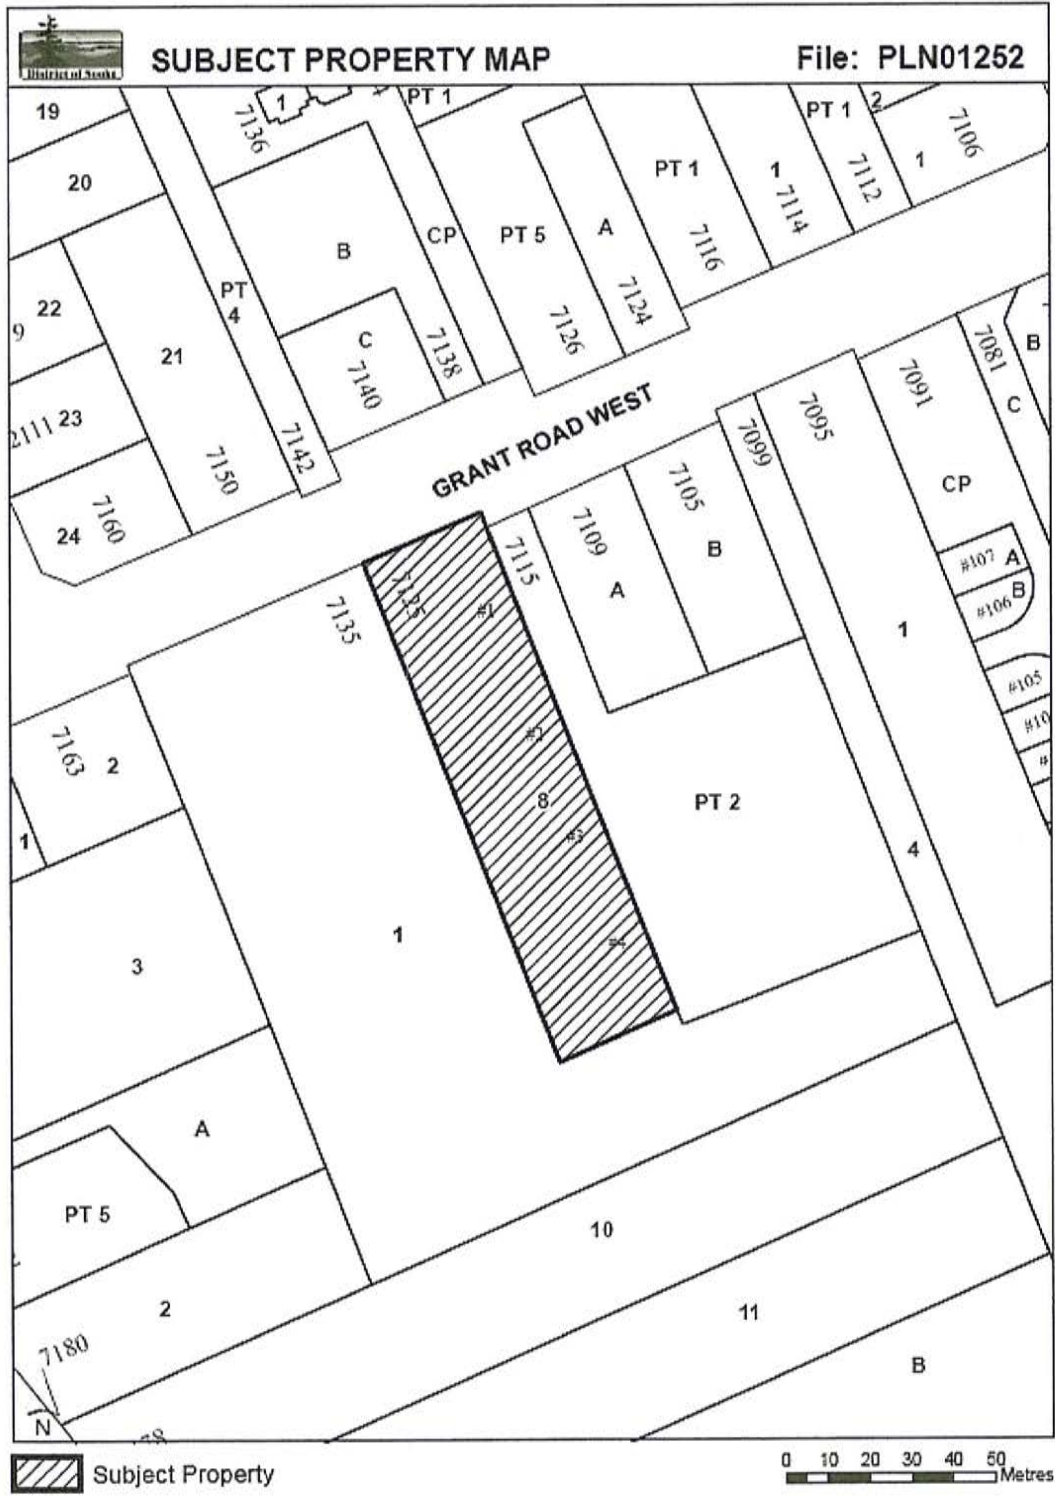 District of Sooke
SUBJECT PROPERTY MAP
File: PLN01252
19
7136
1
PT 1
PT 1
2
7106
20
PT 1
1
7112
1
7114
B
CP
PT 5
A
7116
22
PT
4
7124
9
21
C
7138
7126
7081
B
7140
7091
C
2111 23
7142
GRANT ROAD WEST
7099
7095
7150
7105
CP
24
7160
7115
7109
B
#107 A
#106 B
7135
A
#1
1
#105
7163
2
#2
8
PT 2
1
#3
4
1
3
#4
A
PT 5
10
2
11
7180
B
N
Subject Property
0 10 20 30 40 50
Metres